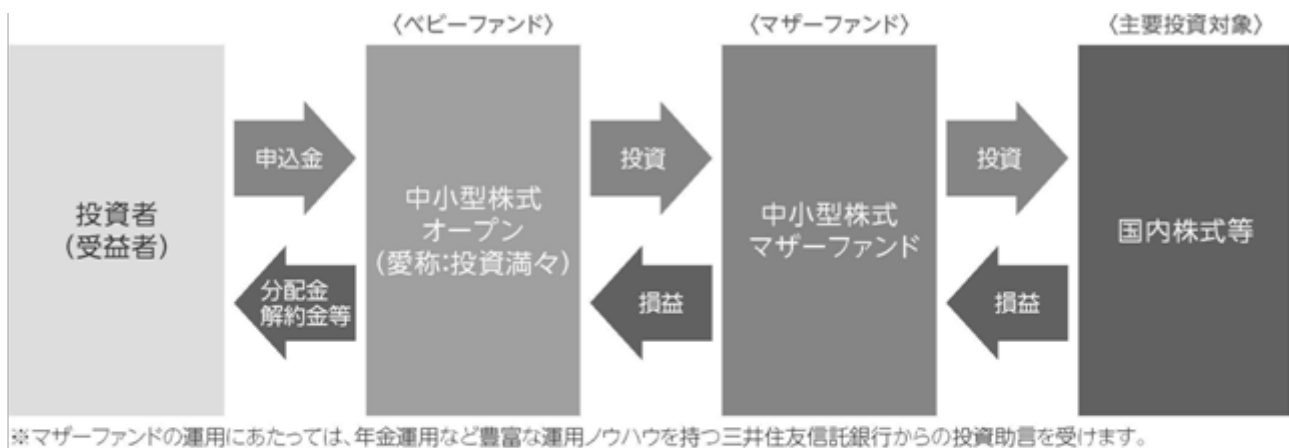 〈ベビーファンド〉
〈マザーファンド〉
〈主要投資対象〉
投資者
(受益者)
申込金
分配金
解約金等
中小型株式
オープン
(愛称:投資満々)
投資
損益
中小型株式
マザーファンド
投資
損益
国内株式等
※マザーファンドの運用にあたっては、年金運用など豊富な運用ノウハウを持つ三井住友信託銀行からの投資助言を受けます。